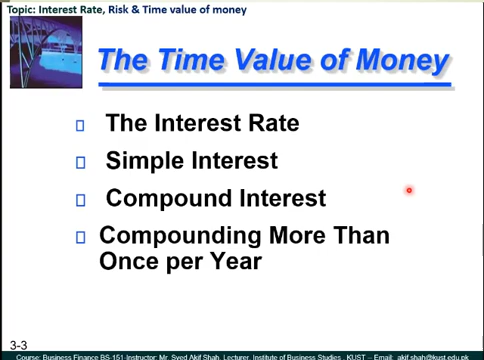 Topic: Interest Rate, Risk & Time value of money
The Time Value of Money
The Interest Rate
Simple Interest
Compound Interest
Compounding More Than
Once per Year
3-3
Course: Business Finance BS-151-Instructor: Mr. Syed Akif Shah, Lecturer, Institute of Business Studies , KUST – Email: akif.shah@kust.edu.pk